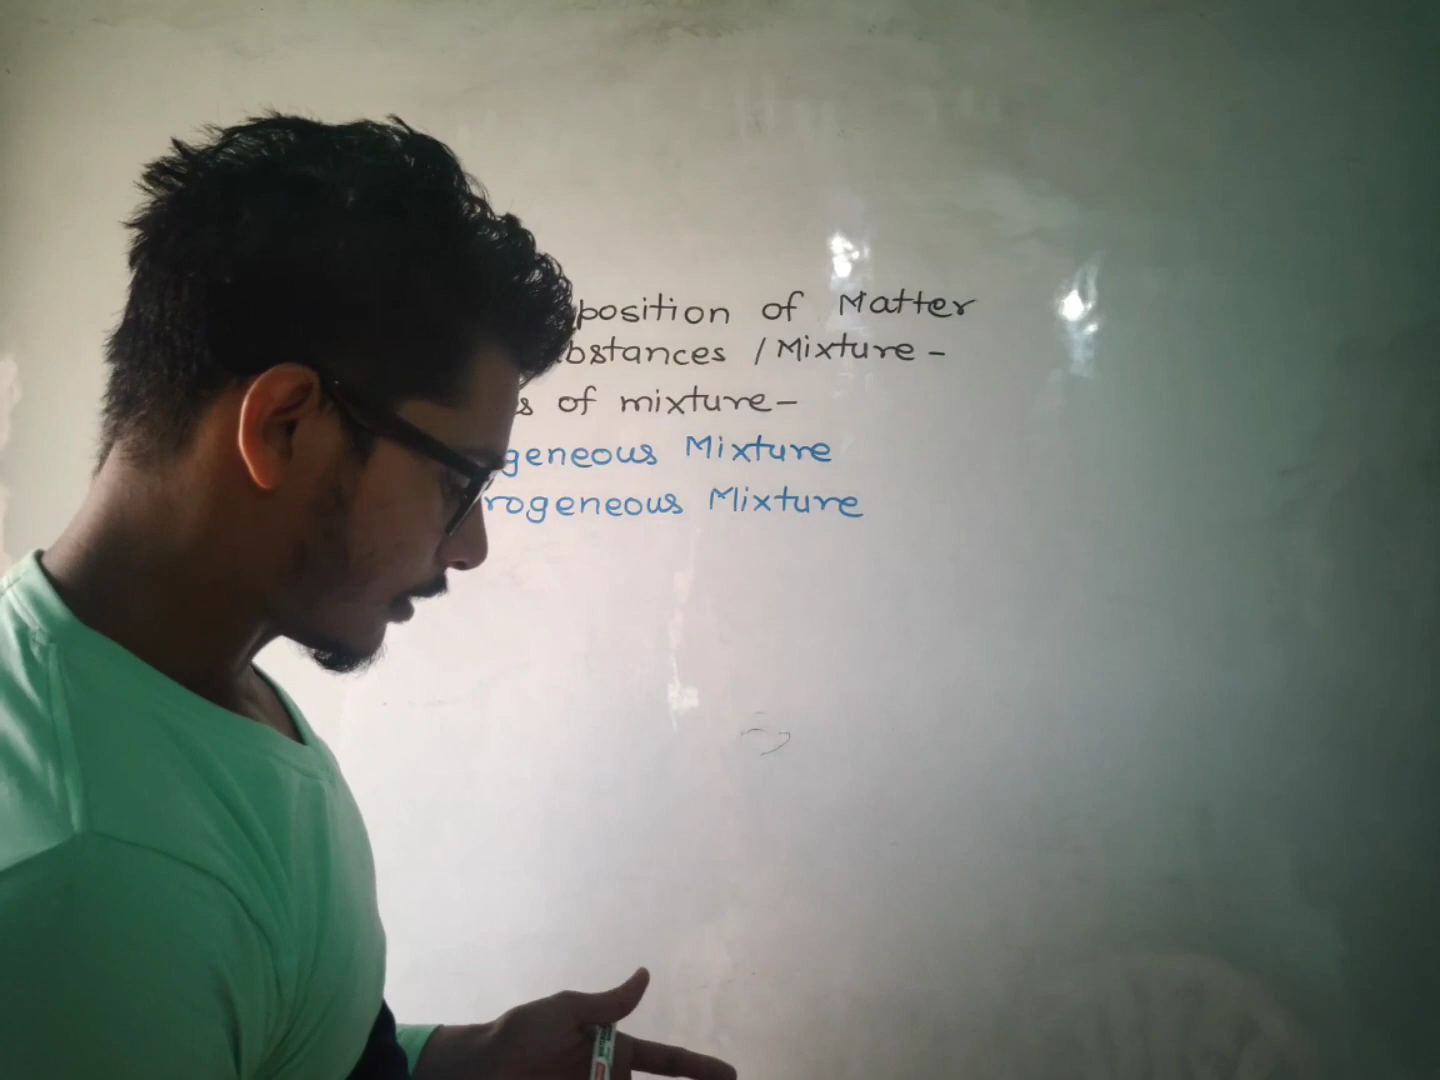 position of Matter
bstances / Mixture -
s of mixture -
geneous Mixture
rogeneous Mixture